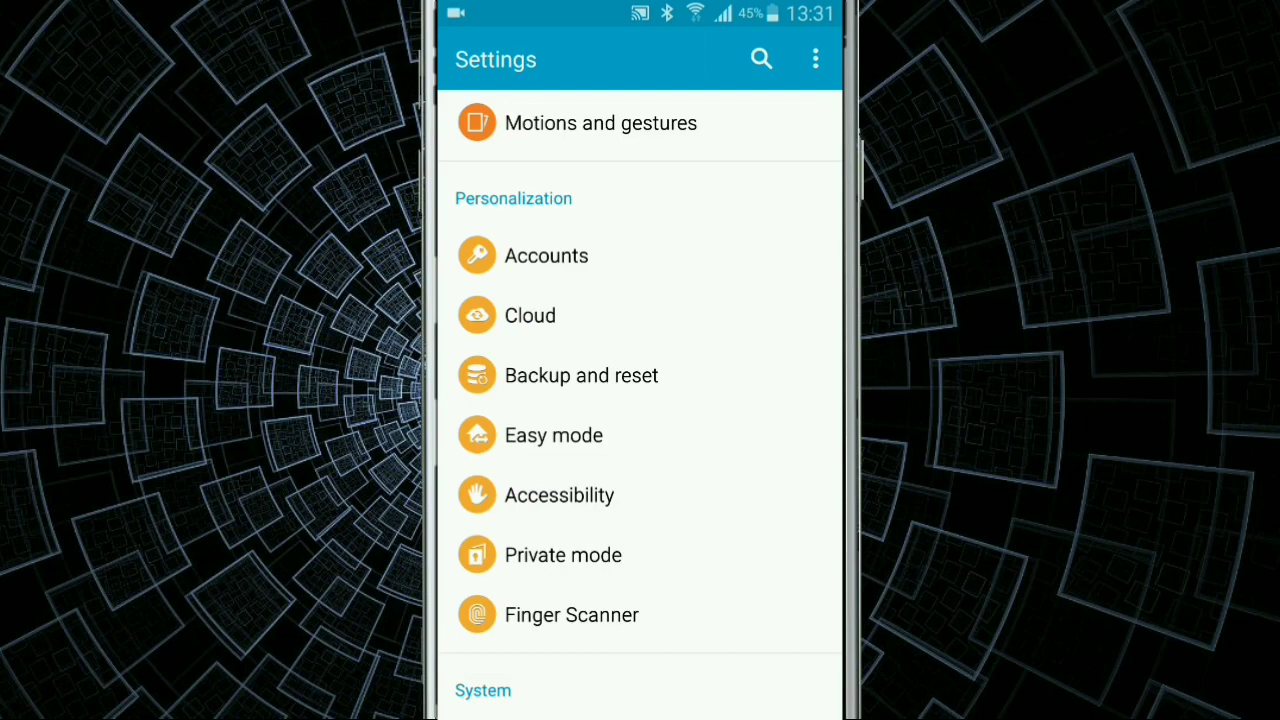 45% 13:31
Settings
Motions and gestures
Personalization
Accounts
Cloud
Backup and reset
Easy mode
Accessibility
Private mode
Finger Scanner
System